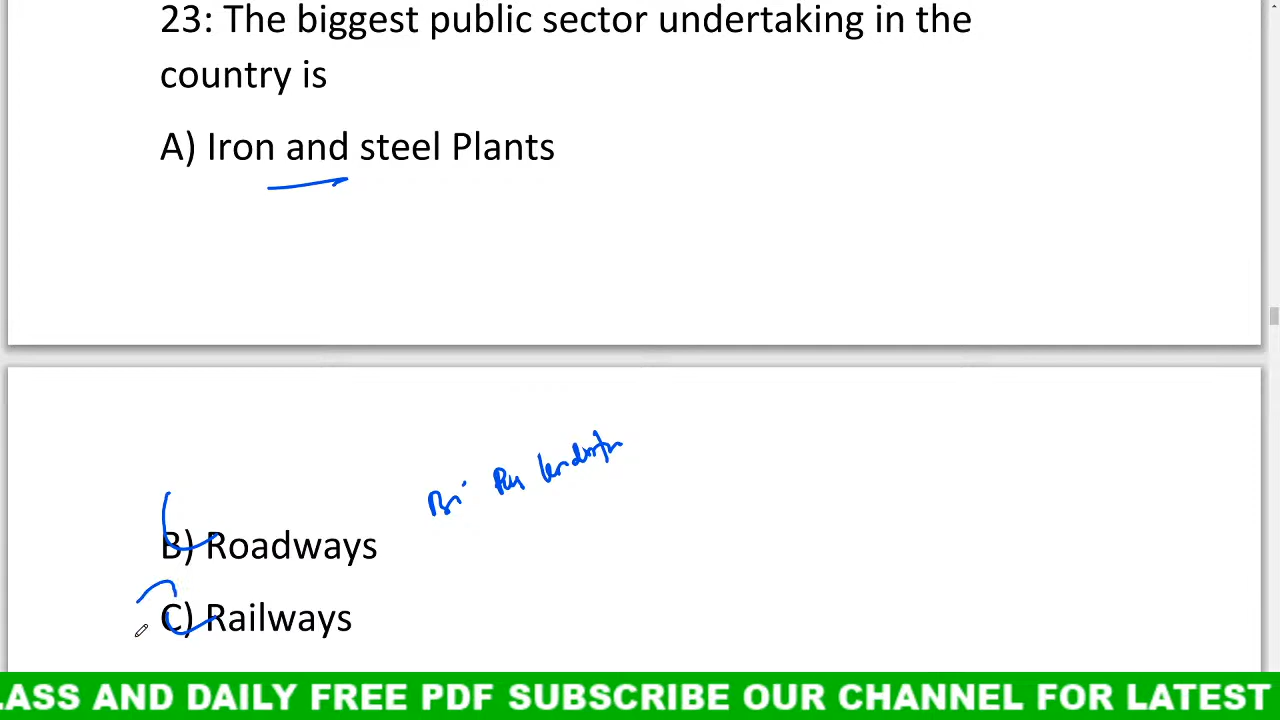 23: The biggest public sector undertaking in the
country is
A) Iron and steel Plants
B) Roadways
C) Railways
LASS AND DAILY FREE PDF SUBSCRIBE OUR CHANNEL FOR LATEST